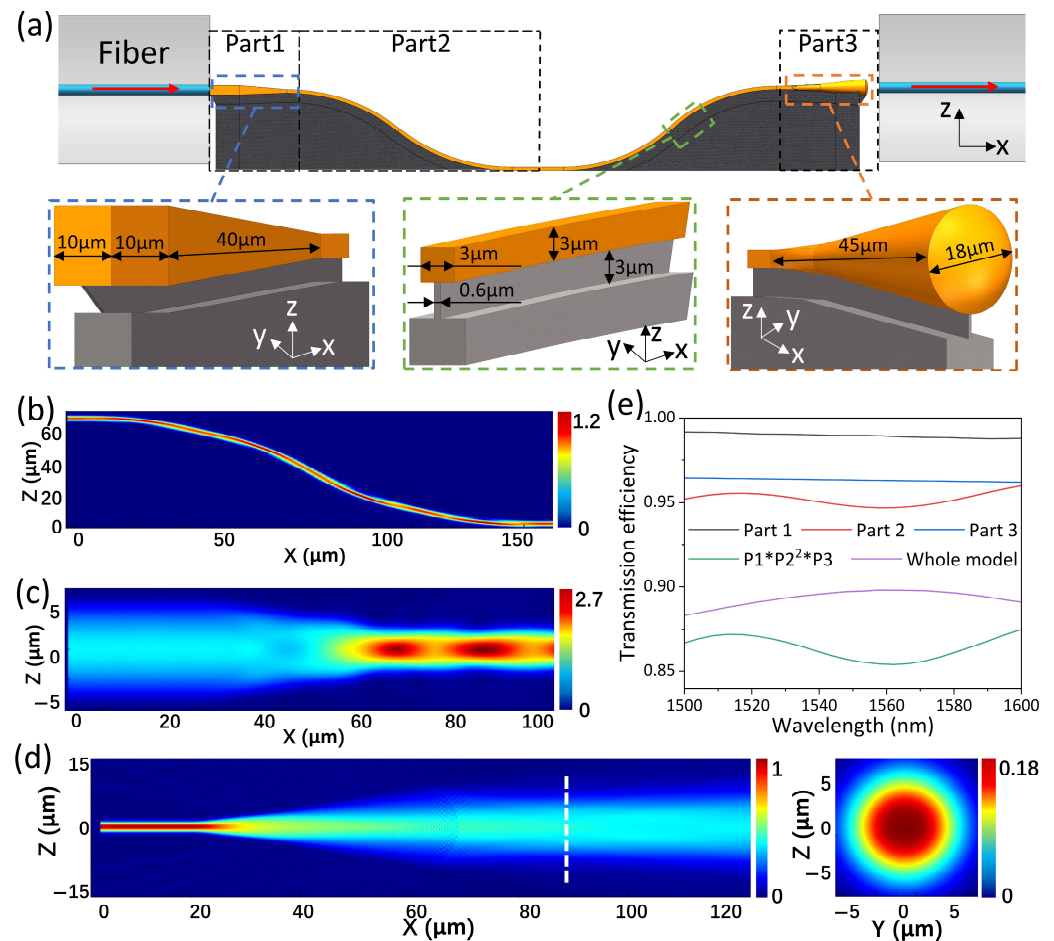 (a)
Fiber
Part1
Part2
Part3
z
x
10μm
10μm
40μm
z
y
x
3μm
3μm
3μm
0.6μm
z
y
x
45μm
18μm
z
y
x
(b)
Z (μm)
60
20
0
0
50
100
150
X (μm)
1.2
0
(c)
Z (μm)
5
0
−5
0
20
40
60
80
100
X (μm)
2.7
0
(e)
Transmission efficiency
1.00
0.95
0.90
0.85
Part 1
Part 2
Part 3
P1*P2²*P3
Whole model
1500
1520
1540
1560
1580
1600
Wavelength (nm)
(d)
Z (μm)
15
0
−15
0
20
40
60
80
100
120
X (μm)
1
0
Z (μm)
5
0
−5
−5
0
5
Y (μm)
0.18
0